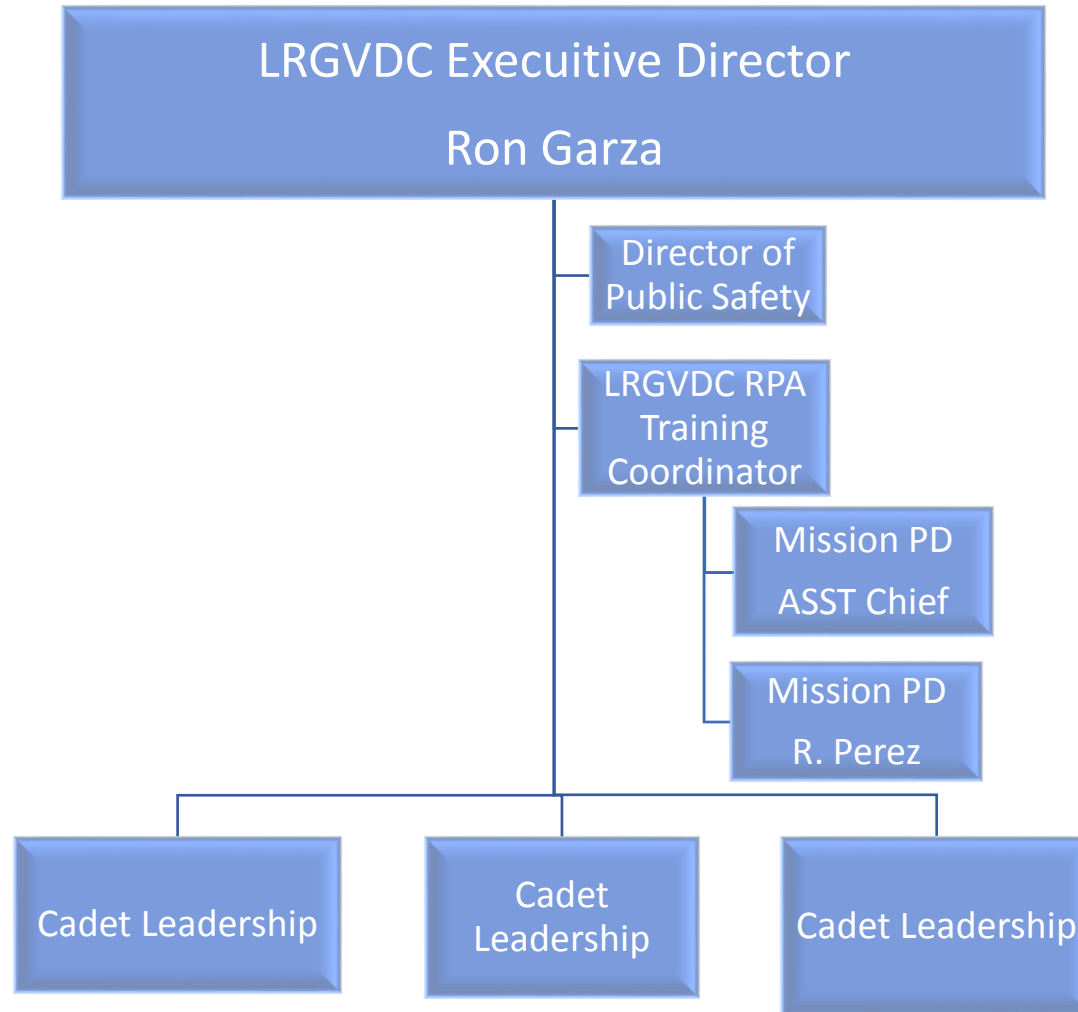 LRGVDC Execuitive Director
Ron Garza
Director of
Public Safety
LRGVDC RPA
Training
Coordinator
Mission PD
ASST Chief
Mission PD
R. Perez
Cadet Leadership
Cadet
Leadership
Cadet Leadership